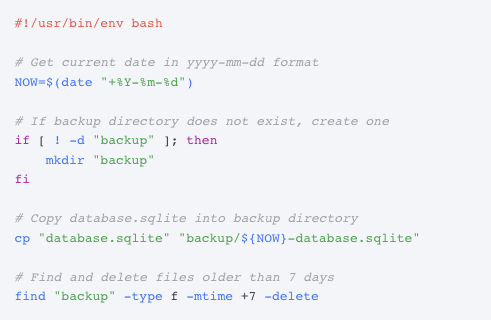 #!/usr/bin/env bash
# Get current date in yyyy-mm-dd format
NOW=$(date "+%Y-%m-%d")
# If backup directory does not exist, create one
if [ ! -d "backup" ]; then
    mkdir "backup"
fi
# Copy database.sqlite into backup directory
cp "database.sqlite" "backup/${NOW}-database.sqlite"
# Find and delete files older than 7 days
find "backup" -type f -mtime +7 -delete